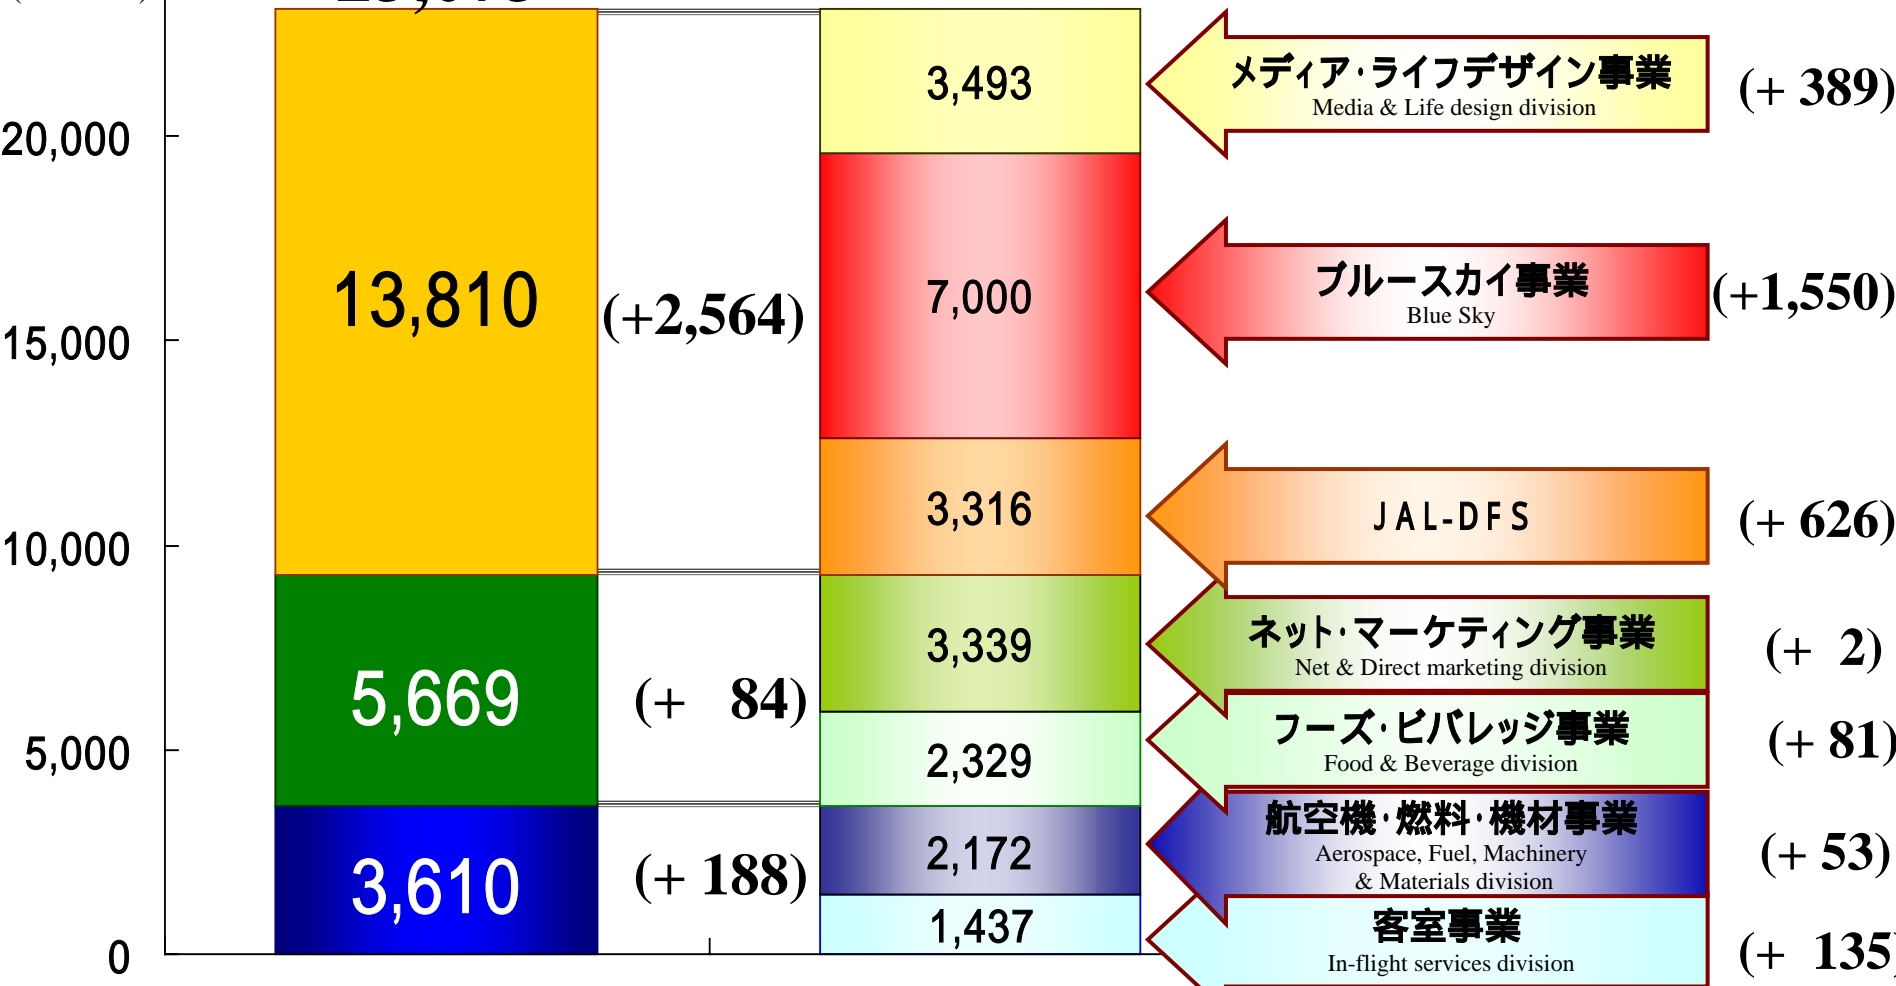 20,000
15,000
10,000
5,000
0
13,810
5,669
3,610
(+2,564)
(+ 84)
(+ 188)
3,493
7,000
3,316
3,339
2,329
2,172
1,437
メディア・ライフデザイン事業
Media & Life design division
(+ 389)
ブルースカイ事業
Blue Sky
(+1,550)
JAL-DFS
(+ 626)
ネット・マーケティング事業
Net & Direct marketing division
(+ 2)
フーズ・ビバレッジ事業
Food & Beverage division
(+ 81)
航空機・燃料・機材事業
Aerospace, Fuel, Machinery
& Materials division
(+ 53)
客室事業
In-flight services division
(+ 135)